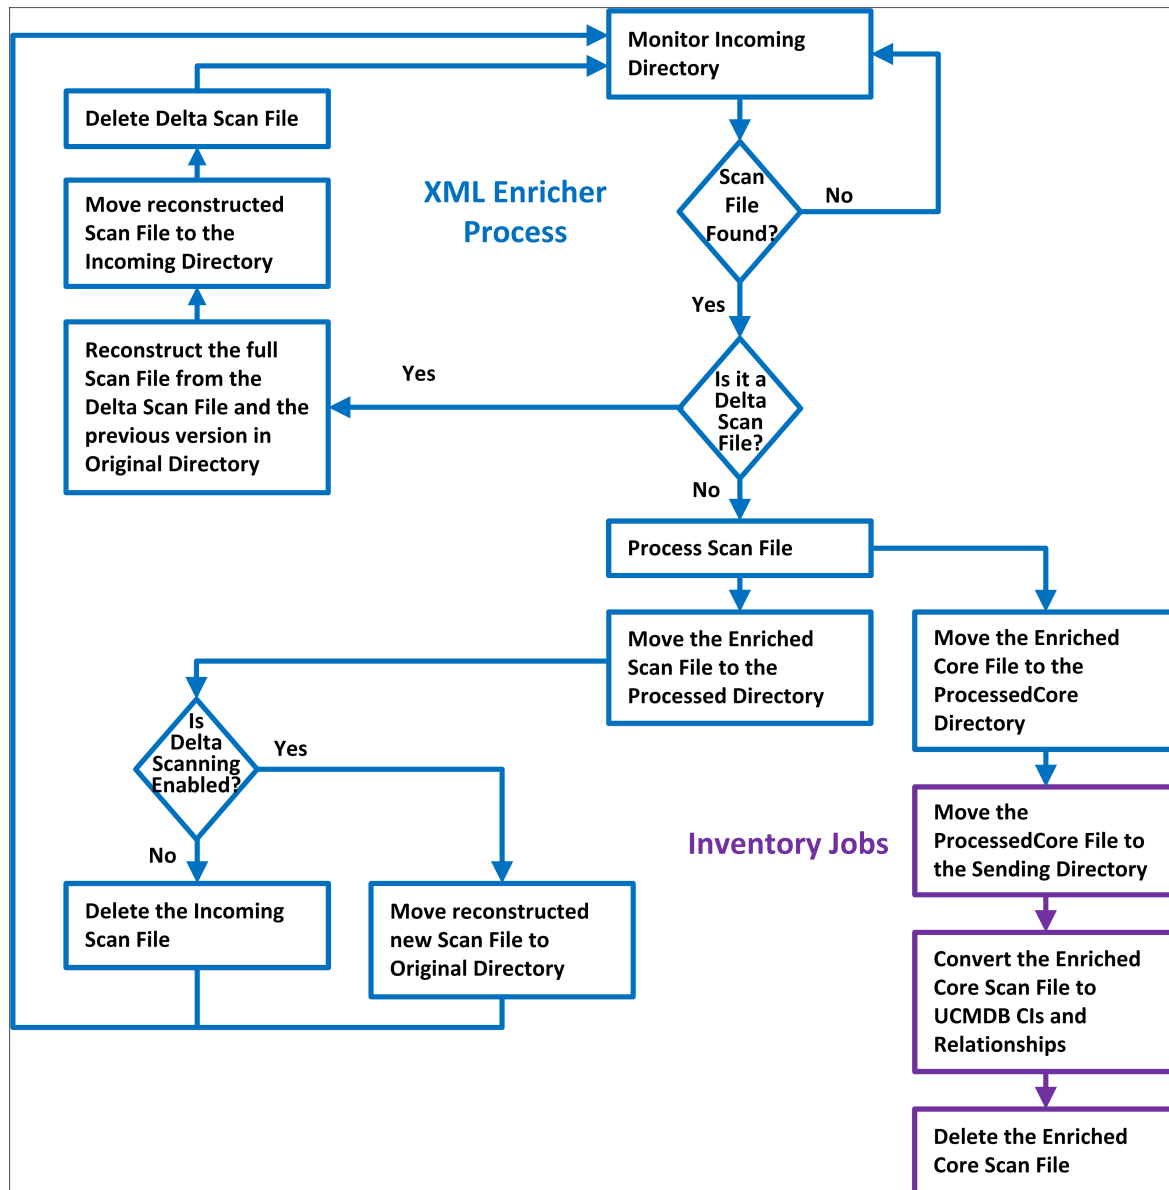 Monitor Incoming
Directory
Delete Delta Scan File
Scan
File
Found?
No
XML Enricher
Process
Move reconstructed
Scan File to the
Incoming Directory
Yes
Reconstruct the full
Scan File from the
Delta Scan File and the
previous version in
Original Directory
Yes
Is it a
Delta
Scan
File?
No
Process Scan File
Move the Enriched
Scan File to the
Processed Directory
Move the Enriched
Core File to the
ProcessedCore
Directory
Is
Delta
Scanning
Enabled?
Yes
No
Inventory Jobs
Move the
ProcessedCore File to
the Sending Directory
Delete the Incoming
Scan File
Move reconstructed
new Scan File to
Original Directory
Convert the Enriched
Core Scan File to
UCMDB CIs and
Relationships
Delete the Enriched
Core Scan File